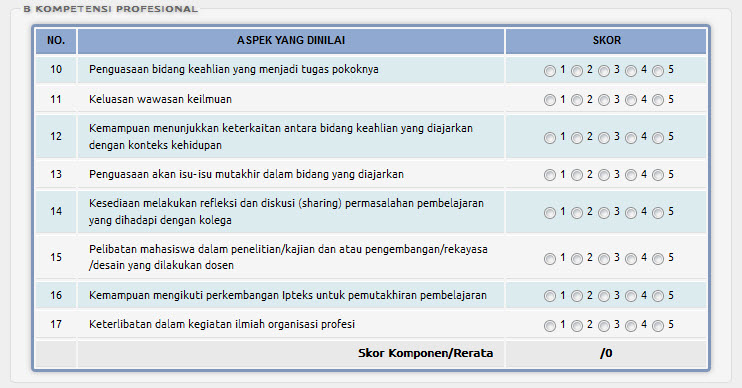 B KOMPETENSI PROFESIONAL
NO. ASPEK YANG DINILAI SKOR
10 Penguasaan bidang keahlian yang menjadi tugas pokoknya 1 2 3 4 5
11 Keluasan wawasan keilmuan 1 2 3 4 5
12 Kemampuan menunjukkan keterkaitan antara bidang keahlian yang diajarkan
dengan konteks kehidupan 1 2 3 4 5
13 Penguasaan akan isu-isu mutakhir dalam bidang yang diajarkan 1 2 3 4 5
14 Kesediaan melakukan refleksi dan diskusi (sharing) permasalahan pembelajaran
yang dihadapi dengan kolega 1 2 3 4 5
15 Pelibatan mahasiswa dalam penelitian/kajian dan atau pengembangan/rekayasa
/desain yang dilakukan dosen 1 2 3 4 5
16 Kemampuan mengikuti perkembangan Ipteks untuk pemutakhiran pembelajaran 1 2 3 4 5
17 Keterlibatan dalam kegiatan ilmiah organisasi profesi 1 2 3 4 5
Skor Komponen/Rerata /0